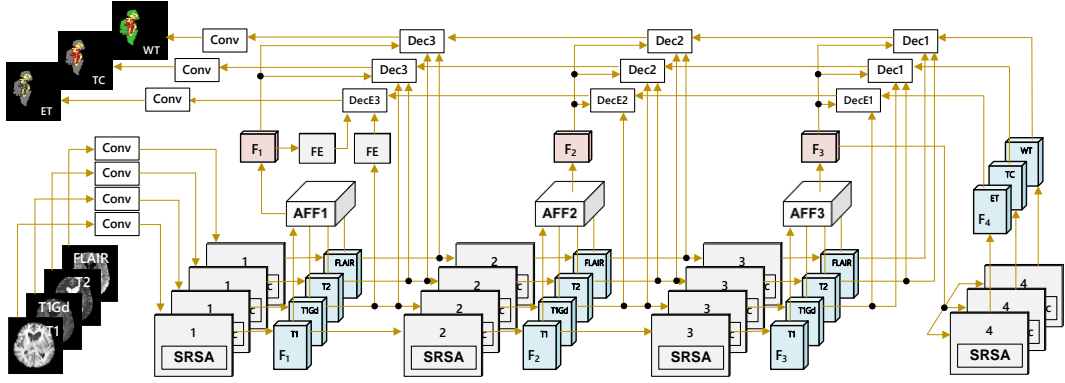 WT
Conv
Dec3
Dec2
Dec1
TC
Conv
Dec3
Dec2
Dec1
ET
Conv
DecE3
DecE2
DecE1
F1
FE
FE
F2
F3
WT
TC
ET
F4
Conv
Conv
Conv
Conv
AFF1
AFF2
AFF3
FLAIR
T2
T1Gd
T1
1
1
c
1
c
1
c
SRSA
FLAIR
T2
T1Gd
T1
F1
2
2
c
2
c
2
c
SRSA
FLAIR
T2
T1Gd
T1
F2
3
3
c
3
c
3
c
SRSA
FLAIR
T2
T1Gd
T1
F3
4
4
c
4
c
SRSA